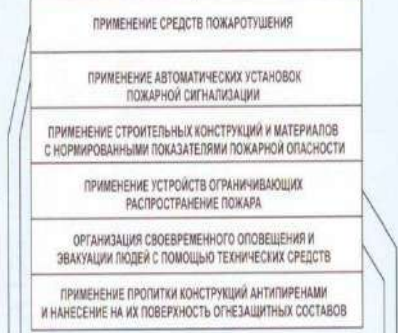 ПРИМЕНЕНИЕ СРЕДСТВ ПОЖАРОТУШЕНИЯ
ПРИМЕНЕНИЕ АВТОМАТИЧЕСКИХ УСТАНОВОК
ПОЖАРНОЙ СИГНАЛИЗАЦИИ
ПРИМЕНЕНИЕ СТРОИТЕЛЬНЫХ КОНСТРУКЦИЙ И МАТЕРИАЛОВ
С НОРМИРОВАННЫМИ ПОКАЗАТЕЛЯМИ ПОЖАРНОЙ ОПАСНОСТИ
ПРИМЕНЕНИЕ УСТРОЙСТВ ОГРАНИЧИВАЮЩИХ
РАСПРОСТРАНЕНИЕ ПОЖАРА
ОРГАНИЗАЦИЯ СВОЕВРЕМЕННОГО ОПОВЕЩЕНИЯ И
ЭВАКУАЦИИ ЛЮДЕЙ С ПОМОЩЬЮ ТЕХНИЧЕСКИХ СРЕДСТВ
ПРИМЕНЕНИЕ ПРОПИТКИ КОНСТРУКЦИЙ АНТИПИРЕНАМИ
И НАНЕСЕНИЕ НА ИХ ПОВЕРХНОСТЬ ОГНЕЗАЩИТНЫХ СОСТАВОВ